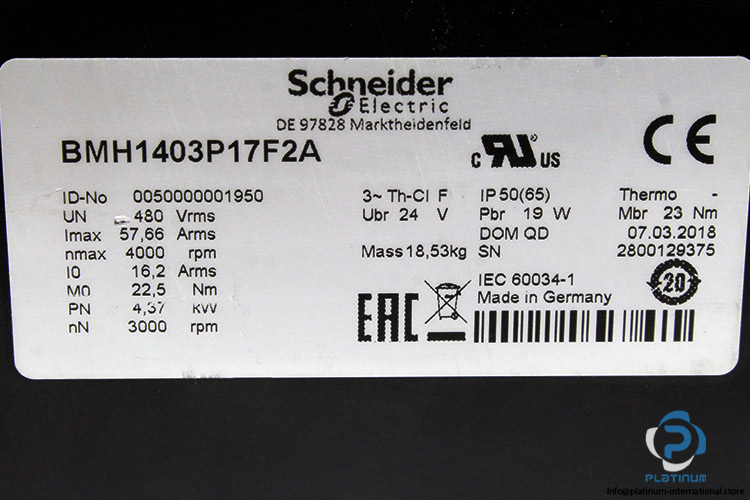 Schneider
Electric
DE 97828 Marktheidenfeld
BMH1403P17F2A
c RU US
CE
ID-No 0050000001950
UN 480 Vrms
Imax 57,66 Arms
nmax 4000 rpm
I0 16,2 Arms
M0 22,5 Nm
PN 4,37 kW
nN 3000 rpm
3~ Th-Cl F IP50(65) Thermo -
Ubr 24 V Pbr 19 W Mbr 23 Nm
DOM QD 07.03.2018
Mass 18,53kg SN 2800129375
IEC 60034-1
Made in Germany
20
EAC
PLATINUM
Info@platinum-international.store